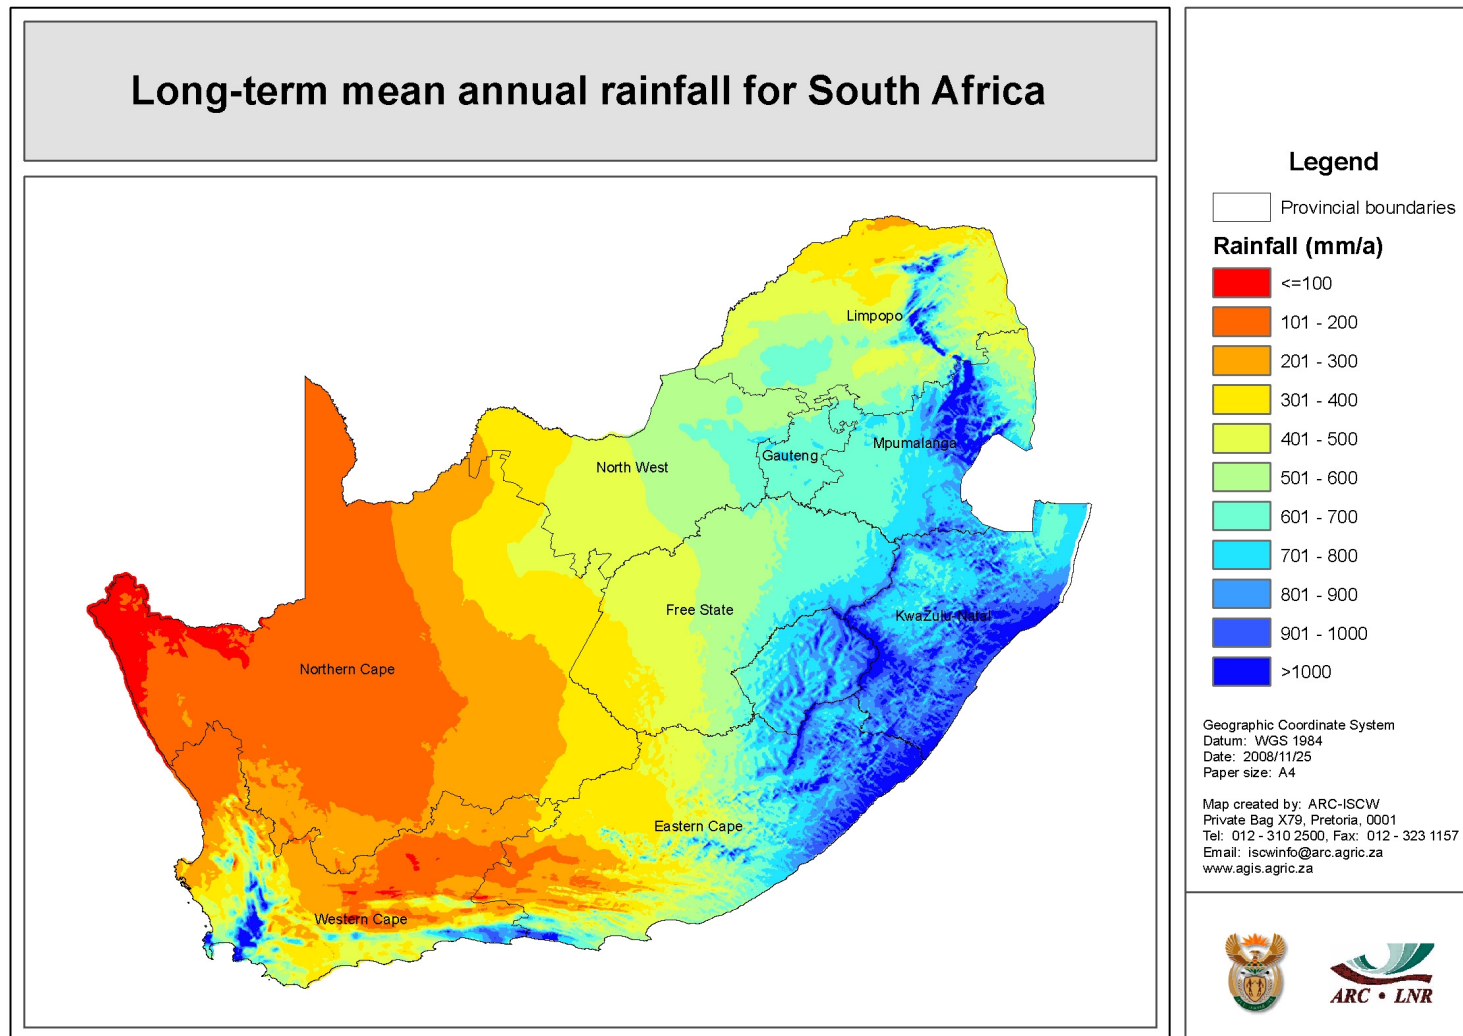 Long-term mean annual rainfall for South Africa
Limpopo
Mpumalanga
Gauteng
North West
Free State
KwaZulu-Natal
Northern Cape
Eastern Cape
Western Cape
Legend
Provincial boundaries
Rainfall (mm/a)
<=100
101 - 200
201 - 300
301 - 400
401 - 500
501 - 600
601 - 700
701 - 800
801 - 900
901 - 1000
>1000
Geographic Coordinate System
Datum: WGS 1984
Date: 2008/11/25
Paper size: A4
Map created by: ARC-ISCW
Private Bag X79, Pretoria, 0001
Tel: 012 - 310 2500, Fax: 012 - 323 1157
Email: iscwinfo@arc.agric.za
www.agis.agric.za
ARC • LNR